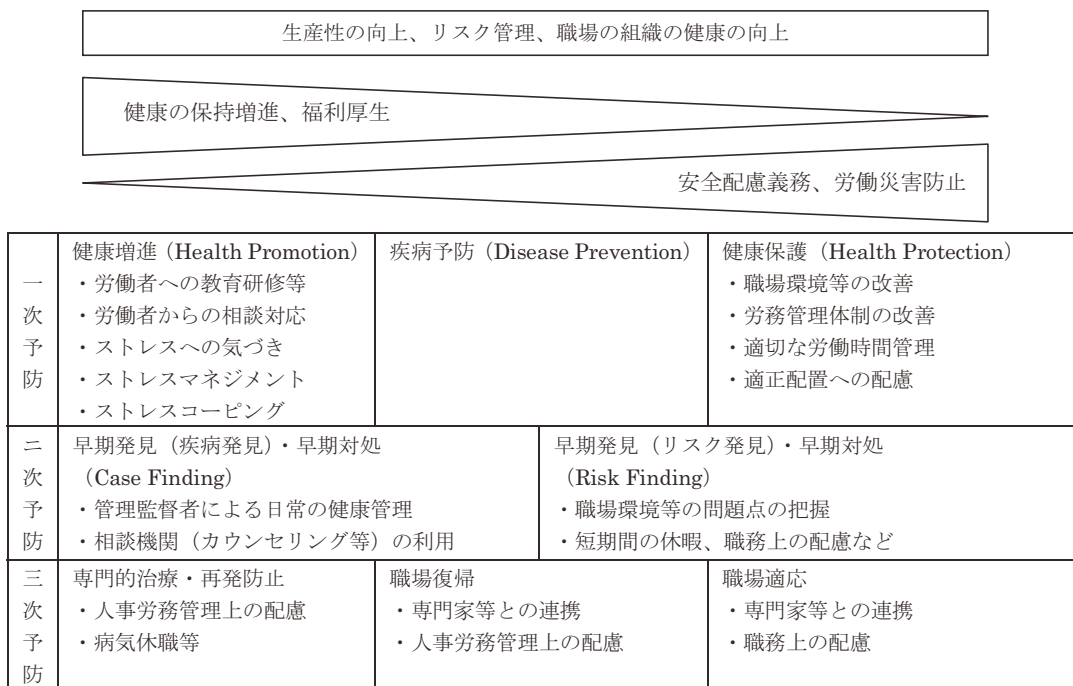 生産性の向上、リスク管理、職場の組織の健康の向上
健康の保持増進、福利厚生
安全配慮義務、労働災害防止
一次予防
健康増進(Health Promotion)
・労働者への教育研修等
・労働者からの相談対応
・ストレスへの気づき
・ストレスマネジメント
・ストレスコーピング
疾病予防(Disease Prevention)
健康保護(Health Protection)
・職場環境等の改善
・労務管理体制の改善
・適切な労働時間管理
・適正配置への配慮
二次予防
早期発見(疾病発見)・早期対処
(Case Finding)
・管理監督者による日常の健康管理
・相談機関(カウンセリング等)の利用
早期発見(リスク発見)・早期対処
(Risk Finding)
・職場環境等の問題点の把握
・短期間の休暇、職務上の配慮など
三次予防
専門的治療・再発防止
・人事労務管理上の配慮
・病気休職等
職場復帰
・専門家等との連携
・人事労務管理上の配慮
職場適応
・専門家等との連携
・職務上の配慮